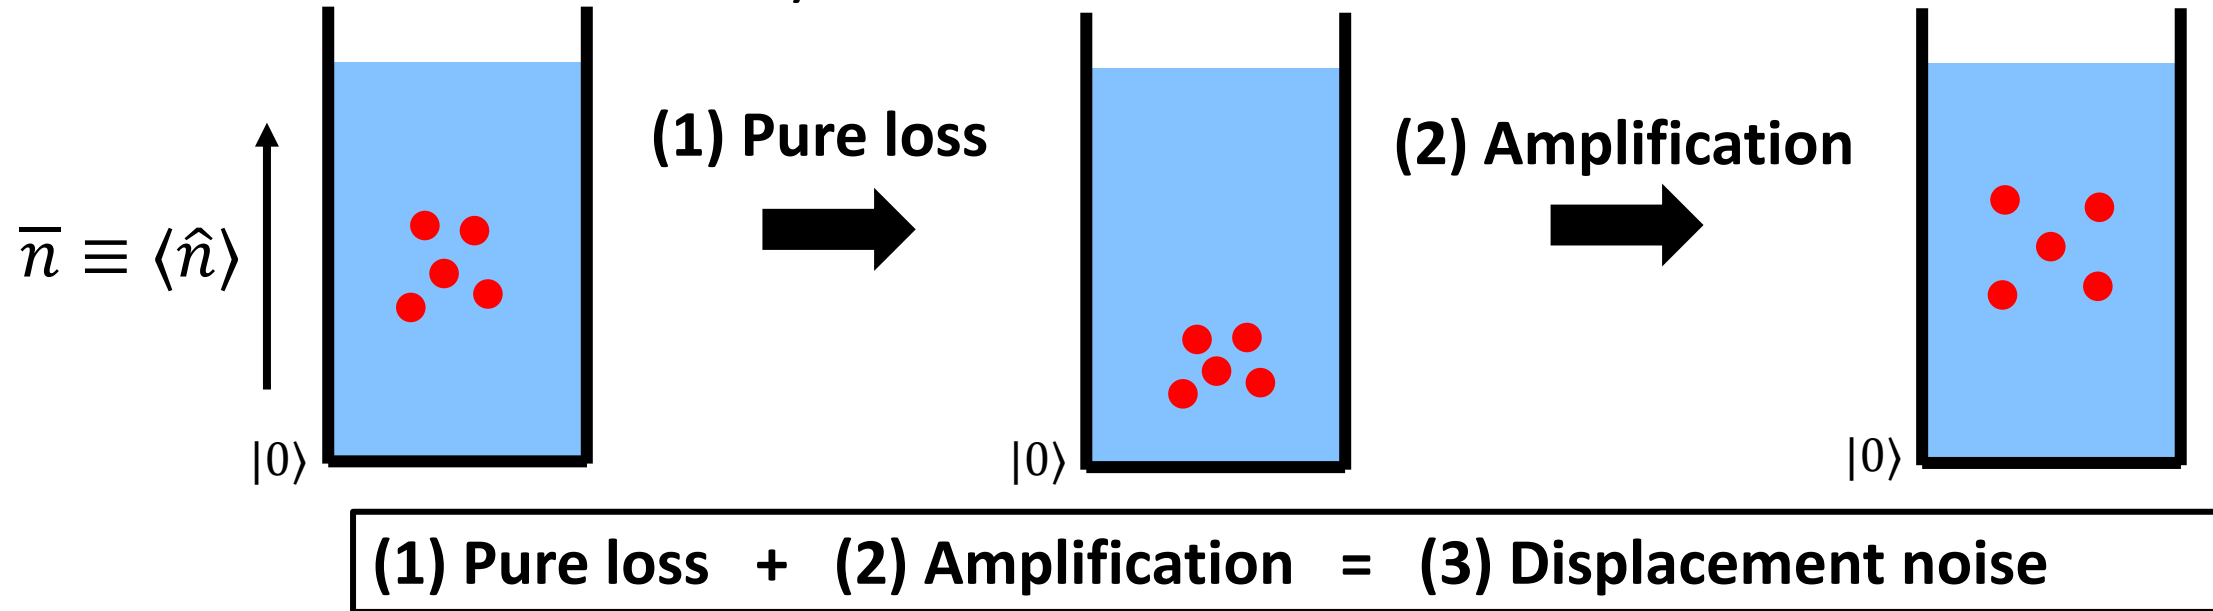 (1) Pure loss
(2) Amplification
n̅ ≡ ⟨n̂⟩
|0⟩
|0⟩
|0⟩
(1) Pure loss + (2) Amplification = (3) Displacement noise